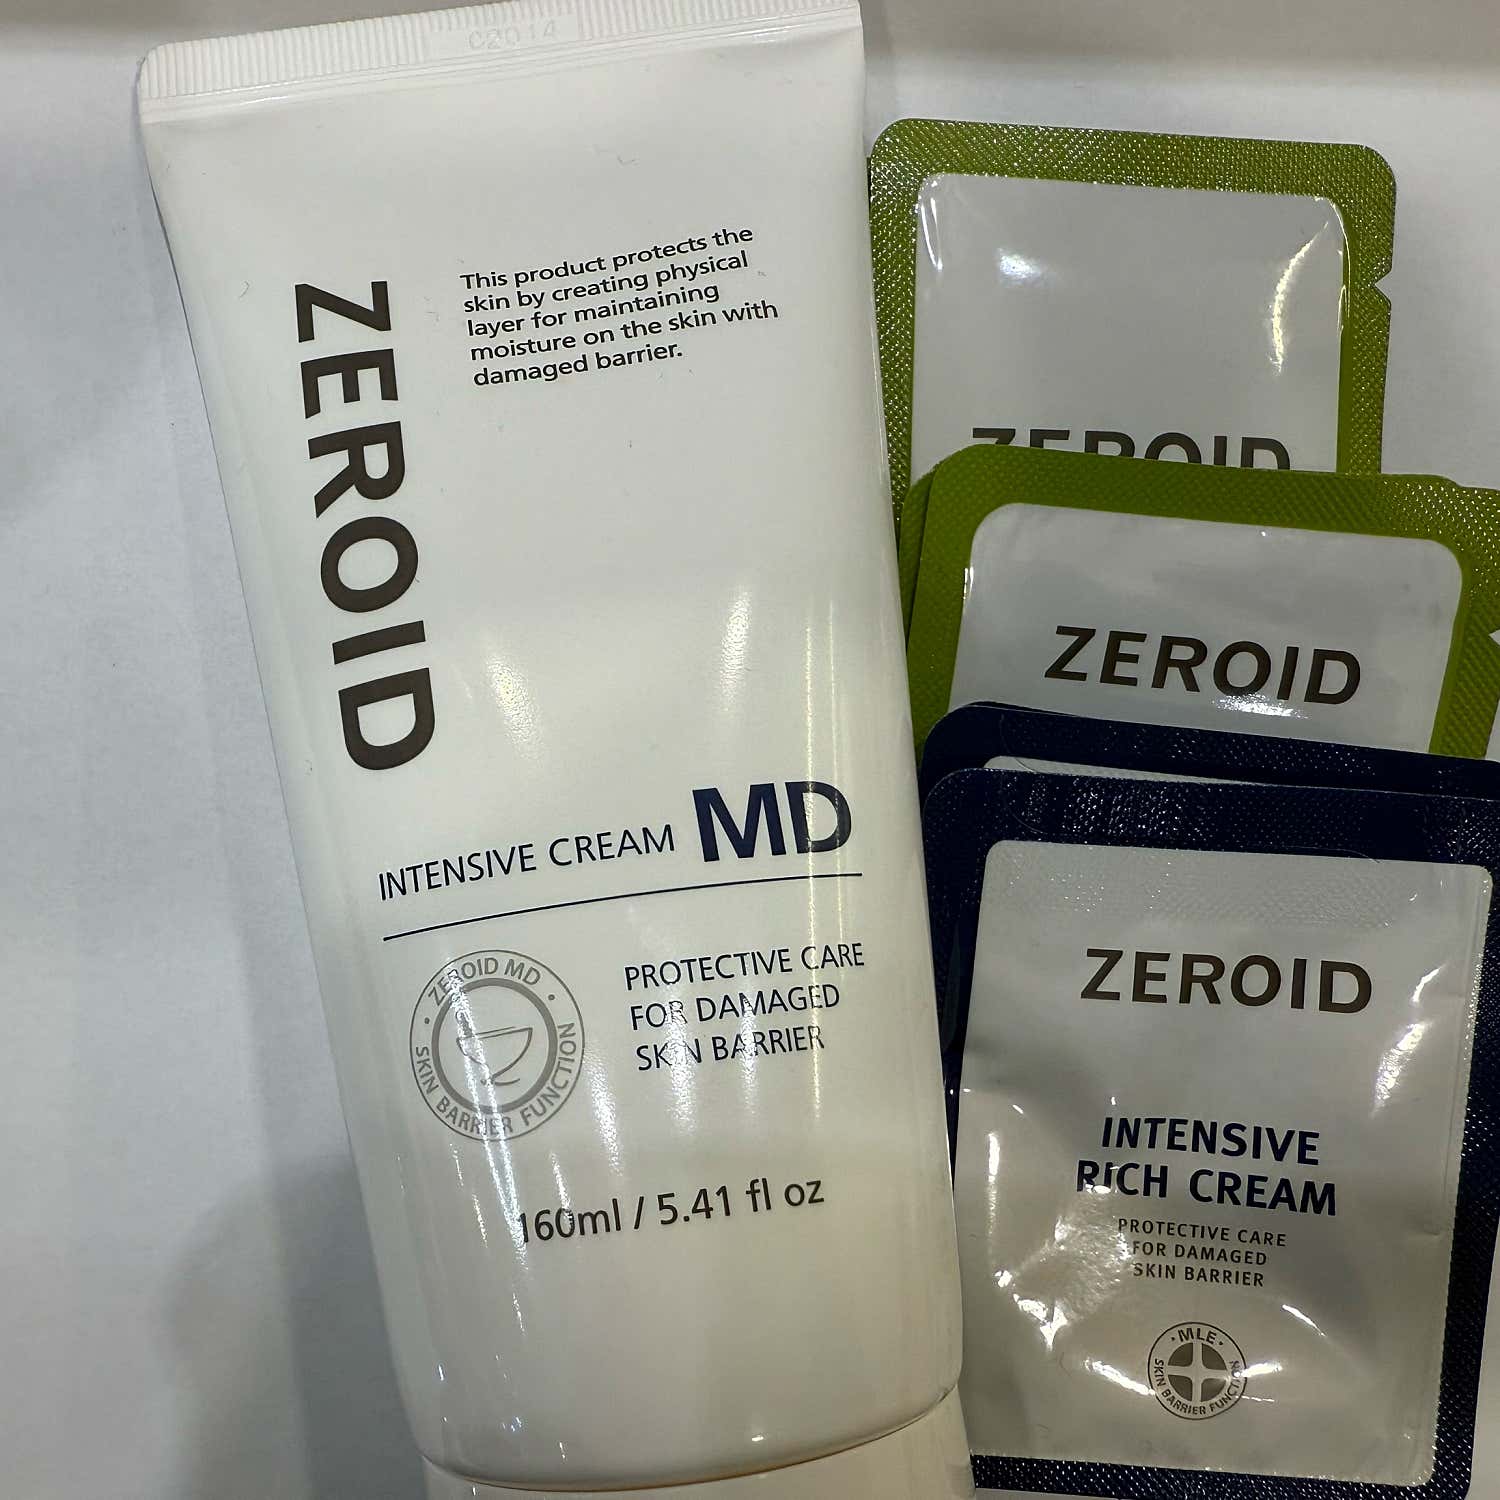 C2014
ZEROID
This product protects the
skin by creating physical
layer for maintaining
moisture on the skin with
damaged barrier.
INTENSIVE CREAM MD
ZEROID MD
SKIN BARRIER FUNCTION
PROTECTIVE CARE
FOR DAMAGED
SKIN BARRIER
160ml / 5.41 fl oz
ZEROID
ZEROID
ZEROID
INTENSIVE
RICH CREAM
PROTECTIVE CARE
FOR DAMAGED
SKIN BARRIER
MLE
SKIN BARRIER FUNCTION